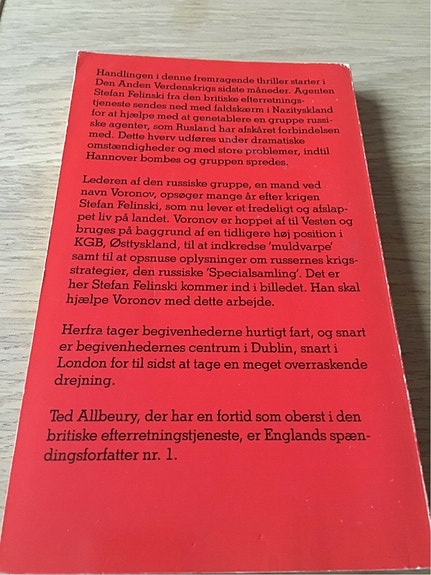 Handlingen i denne fremragende thriller starter i
Den Anden Verdenskrigs sidste måneder. Agenten
Stefan Felinski fra den britiske efterretnings-
tjeneste sendes ned med faldskærm i Nazityskland
for at hjælpe med at genetablere en gruppe russi-
ske agenter, som Rusland har afskåret forbindelsen
med. Dette hverv udføres under dramatiske
omstændigheder og med store problemer, indtil
Hannover bombes og gruppen spredes.
Lederen af den russiske gruppe, en mand ved
navn Voronov, opsøger mange år efter krigen
Stefan Felinski, som nu lever et fredeligt og afslap-
pet liv på landet. Voronov er hoppet af til Vesten og
bruges på baggrund af en tidligere høj position i
KGB, Østtyskland, til at indkredse 'muldvarpe'
samt til at opsnuse oplysninger om russernes krigs-
strategier, den russiske 'Specialsamling'. Det er
her Stefan Felinski kommer ind i billedet. Han skal
hjælpe Voronov med dette arbejde.
Herfra tager begivenhederne hurtigt fart, og snart
er begivenhedernes centrum i Dublin, snart i
London for til sidst at tage en meget overraskende
drejning.
Ted Allbeury, der har en fortid som oberst i den
britiske efterretningstjeneste, er Englands spæn-
dingsforfatter nr. 1.